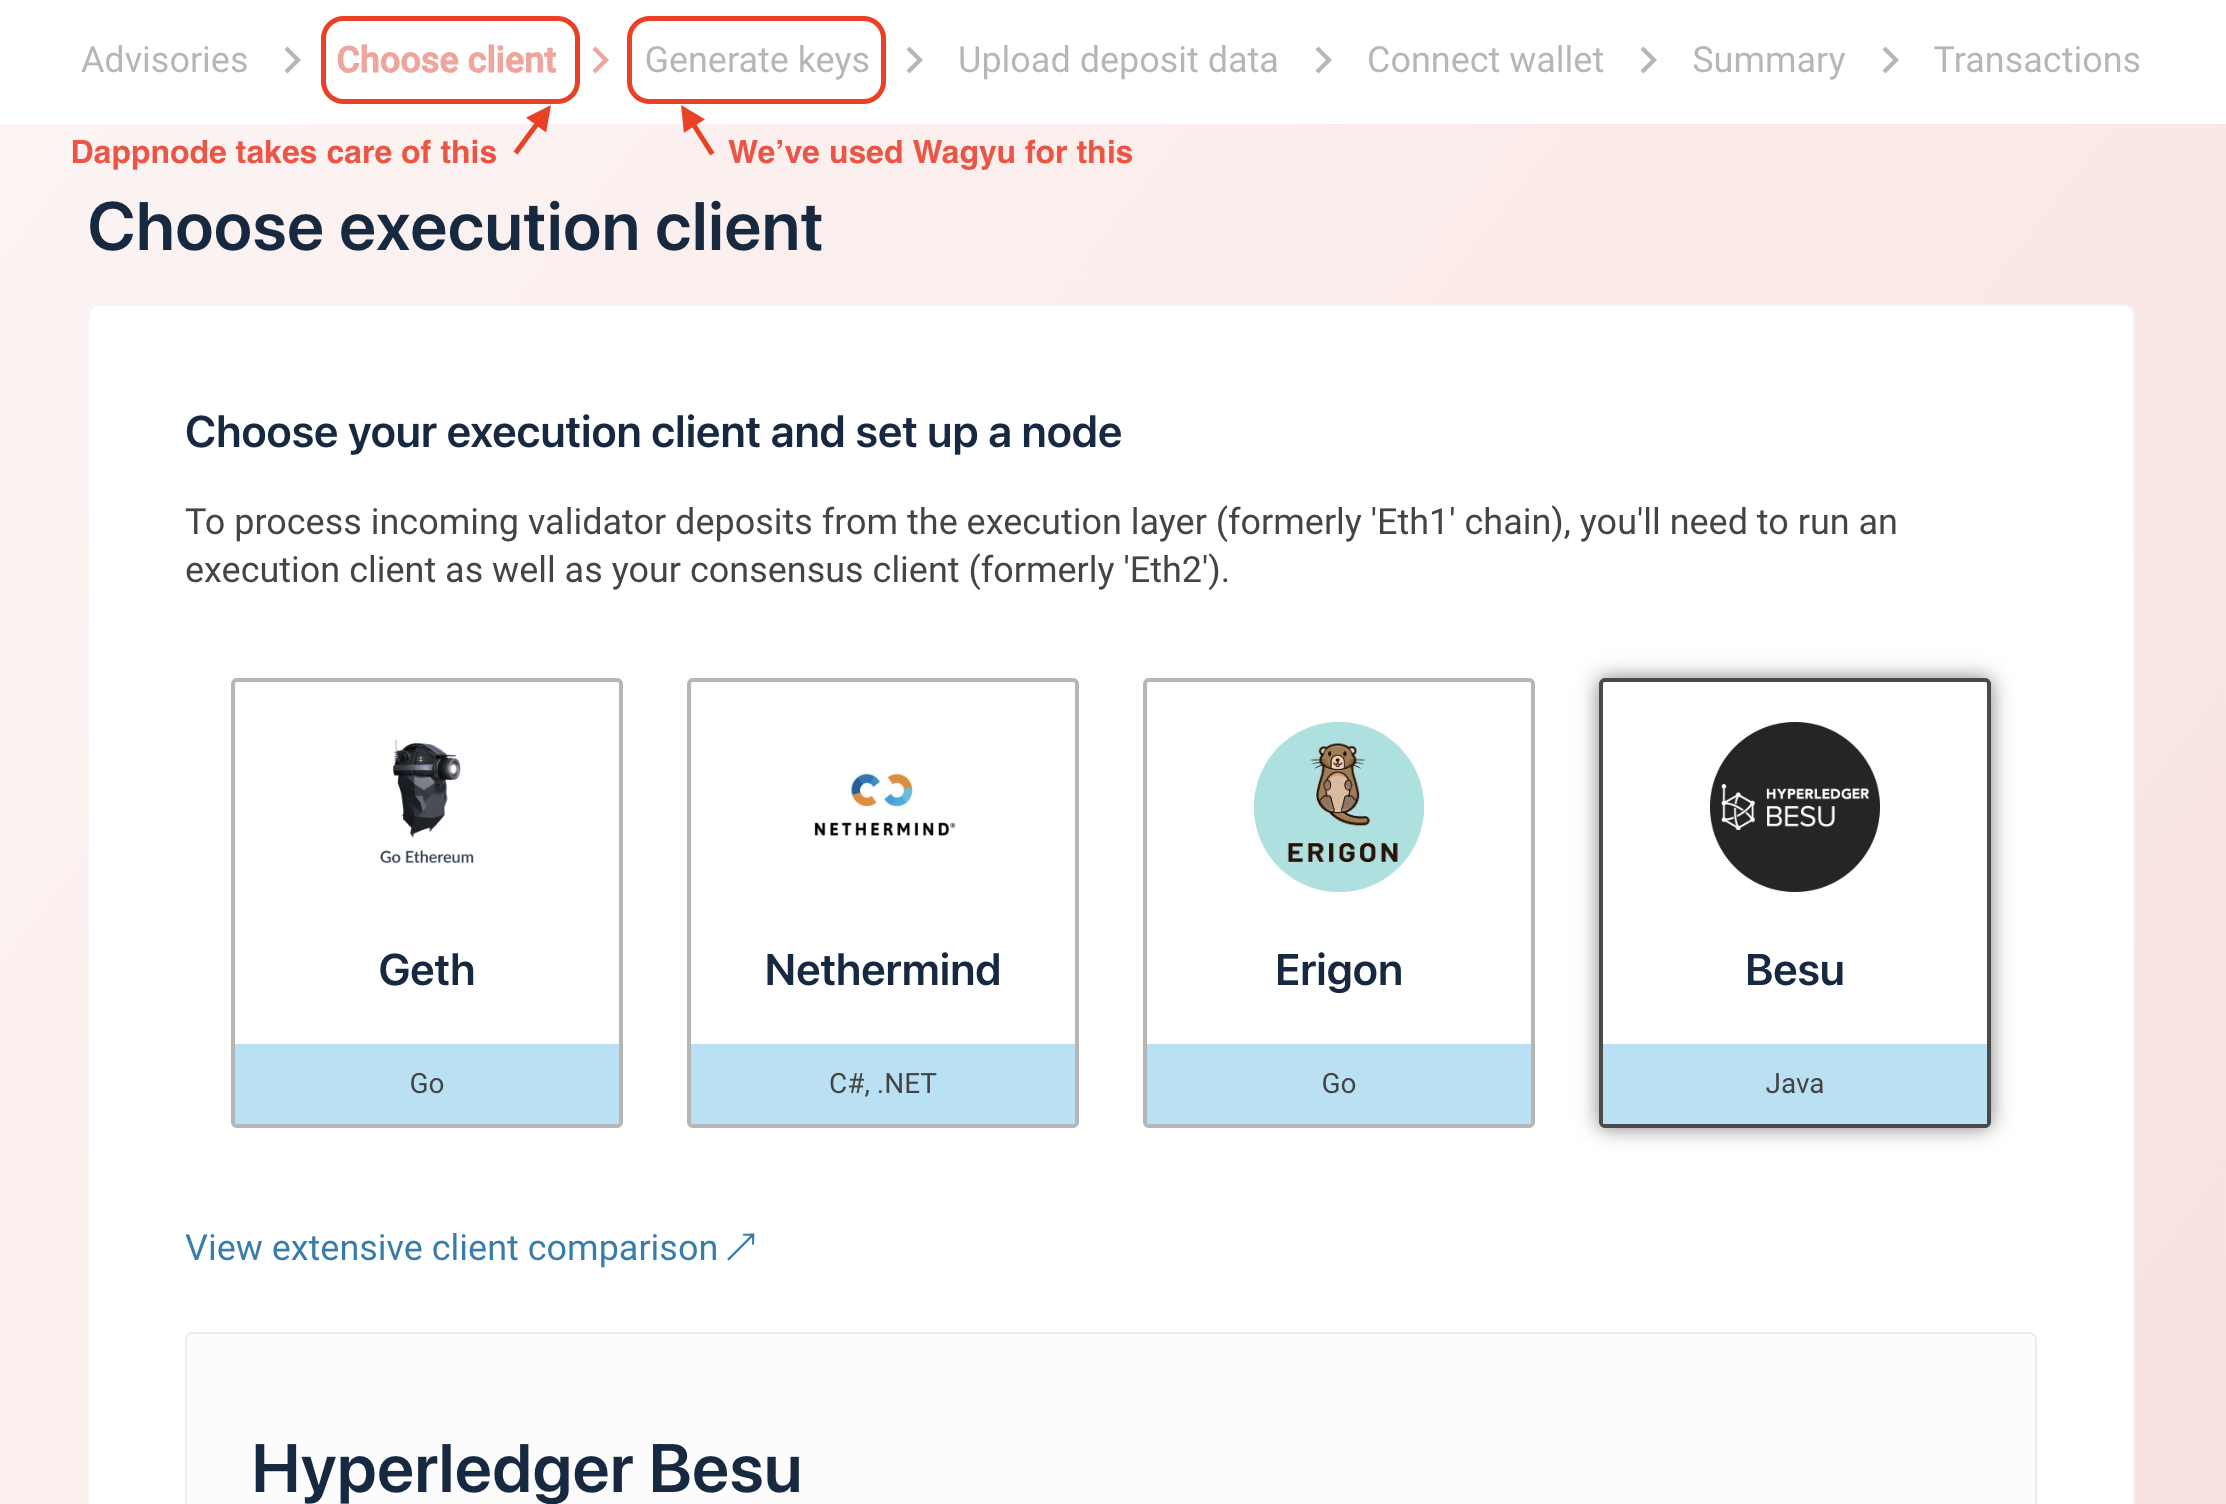 Advisories > Choose client > Generate keys > Upload deposit data > Connect wallet > Summary > Transactions
Dappnode takes care of this We’ve used Wagyu for this
Choose execution client
Choose your execution client and set up a node
To process incoming validator deposits from the execution layer (formerly 'Eth1' chain), you'll need to run an
execution client as well as your consensus client (formerly 'Eth2').
Go Ethereum
Geth
Go
NETHERMIND®
Nethermind
C#, .NET
ERIGON
Erigon
Go
HYPERLEDGER
BESU
Besu
Java
View extensive client comparison ↗
Hyperledger Besu